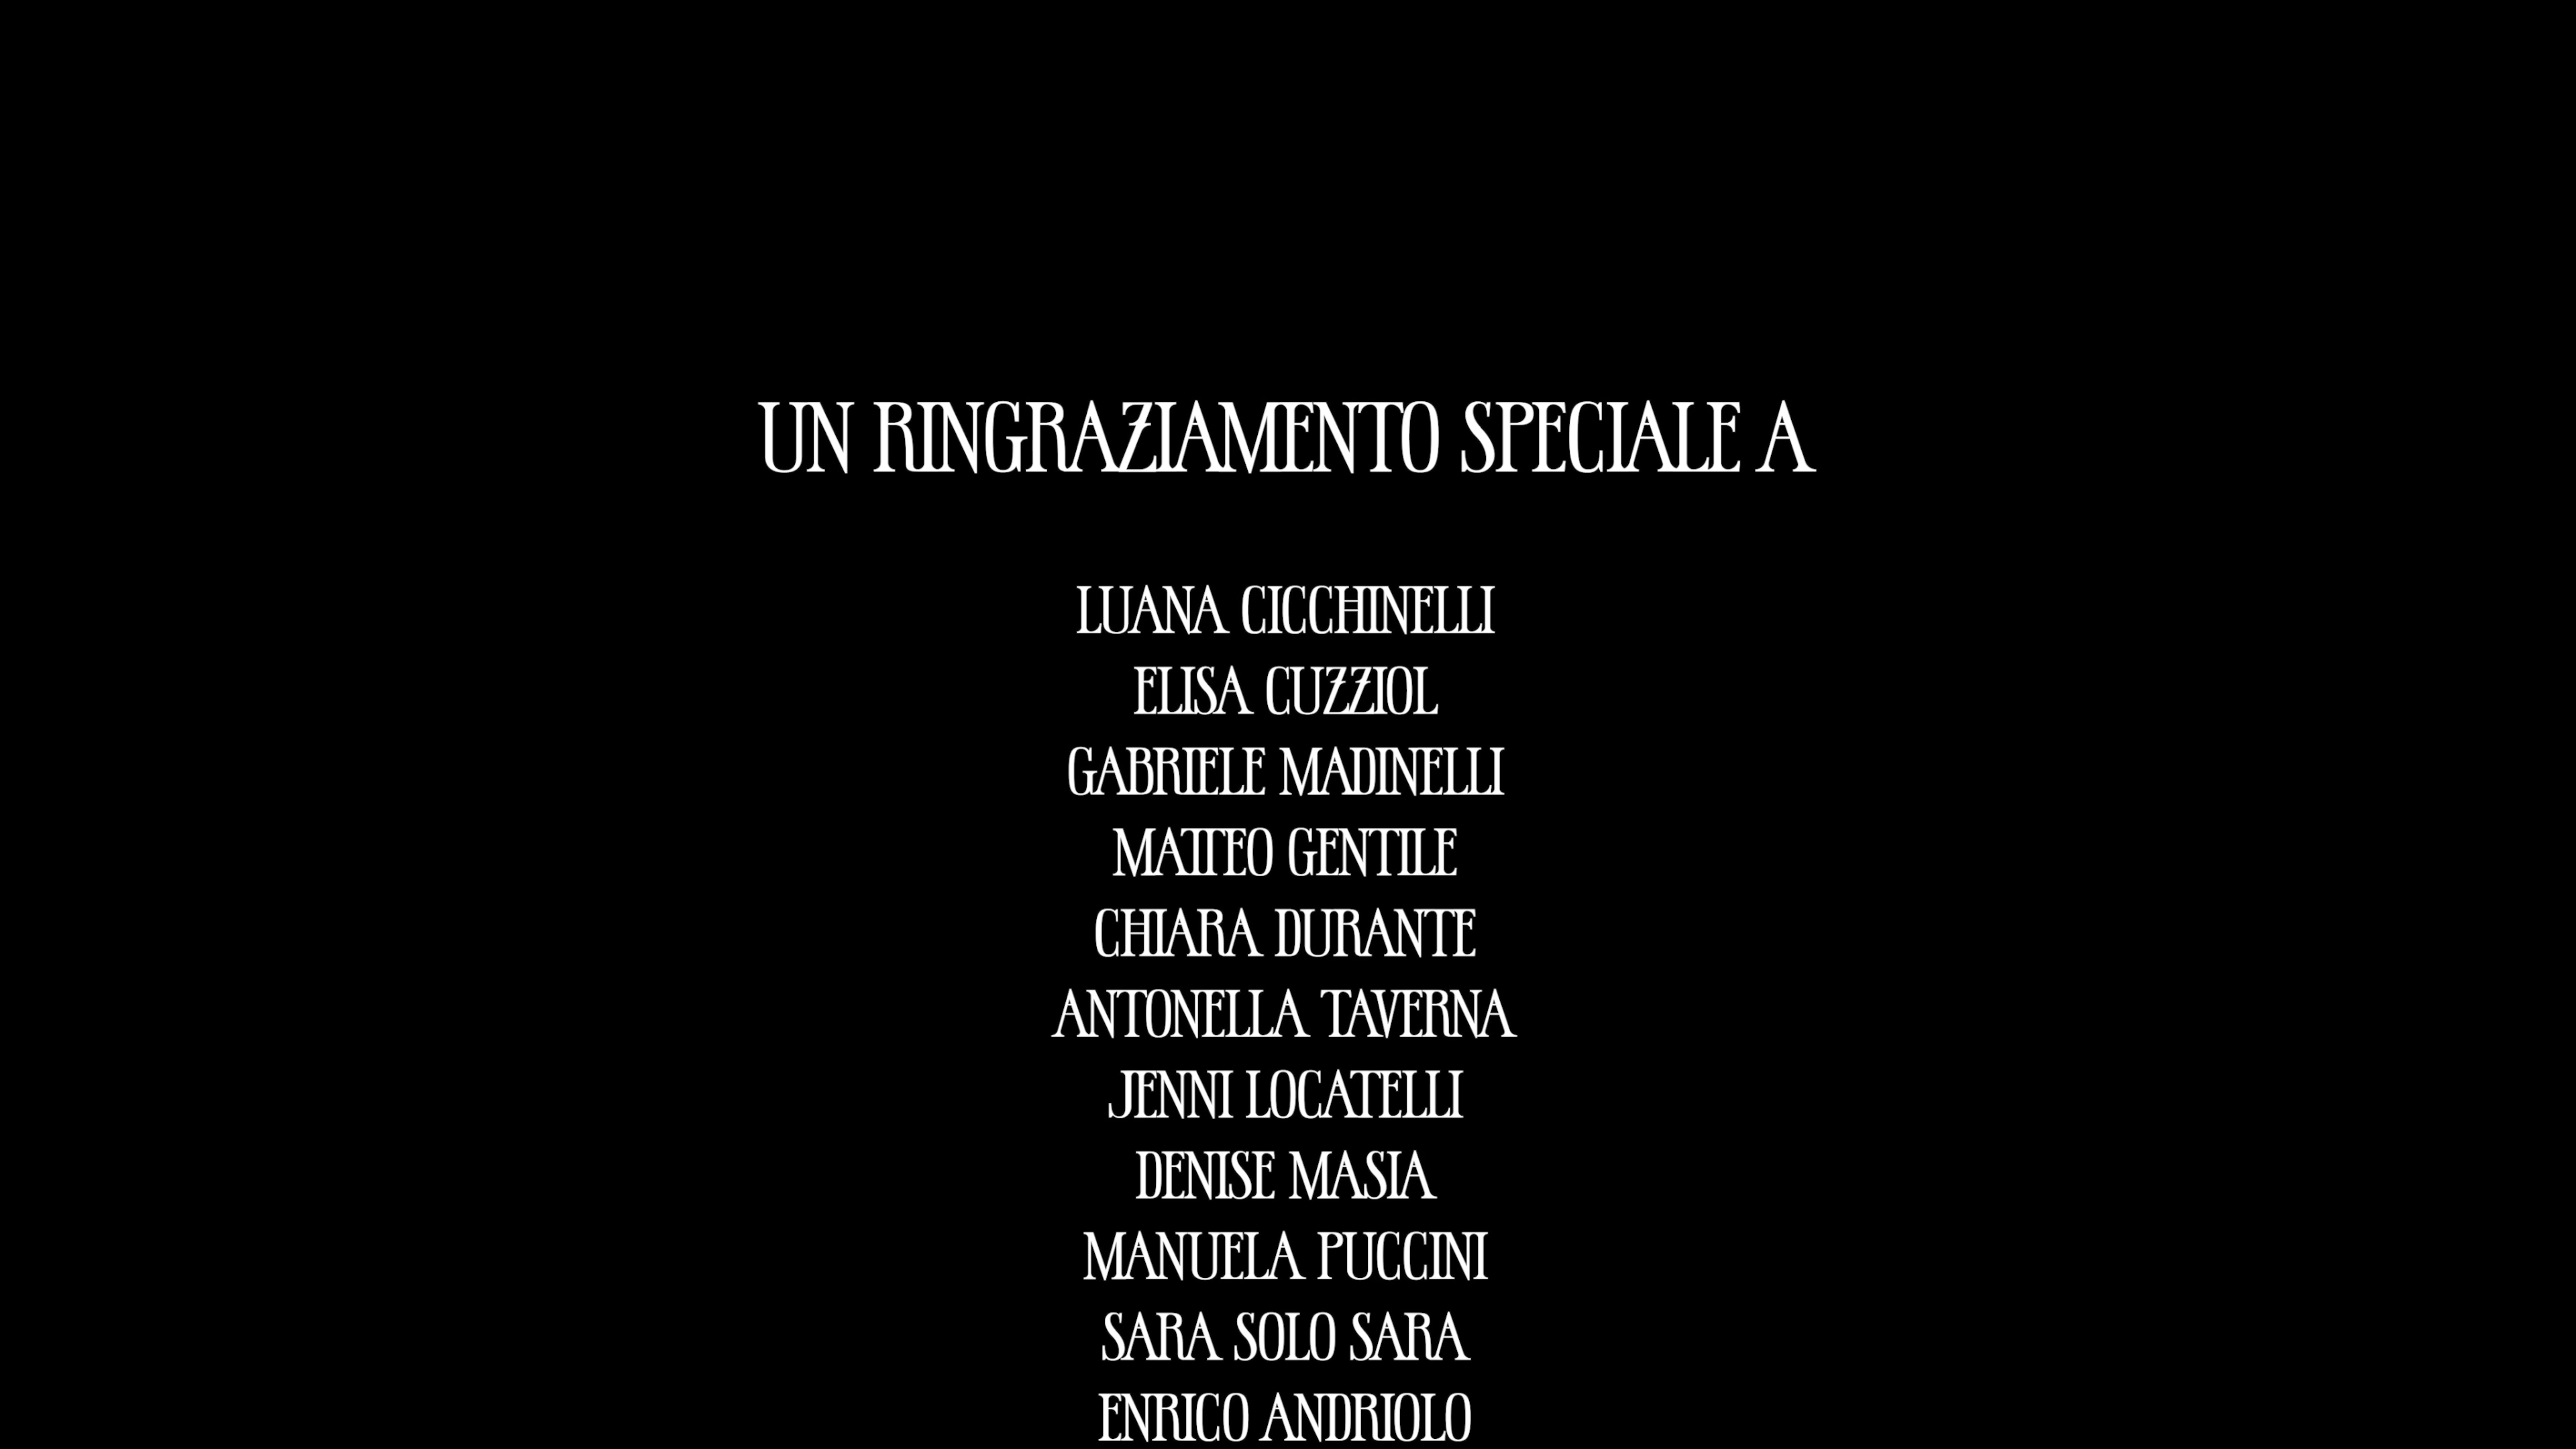 UN RINGRAZIAMENTO SPECIALE A
LUANA CICCHINELLI
ELISA CUZZIOL
GABRIELE MADINELLI
MATTEO GENTILE
CHIARA DURANTE
ANTONELLA TAVERNA
JENNI LOCATELLI
DENISE MASIA
MANUELA PUCCINI
SARA SOLO SARA
ENRICO ANDRIOLO